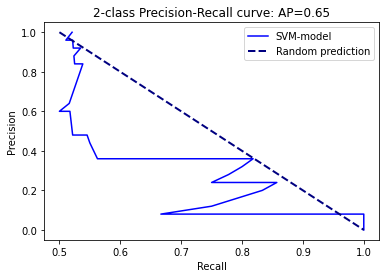 2-class Precision-Recall curve: AP=0.65
SVM-model
Random prediction
Precision
1.0
0.8
0.6
0.4
0.2
0.0
0.5
0.6
0.7
0.8
0.9
1.0
Recall